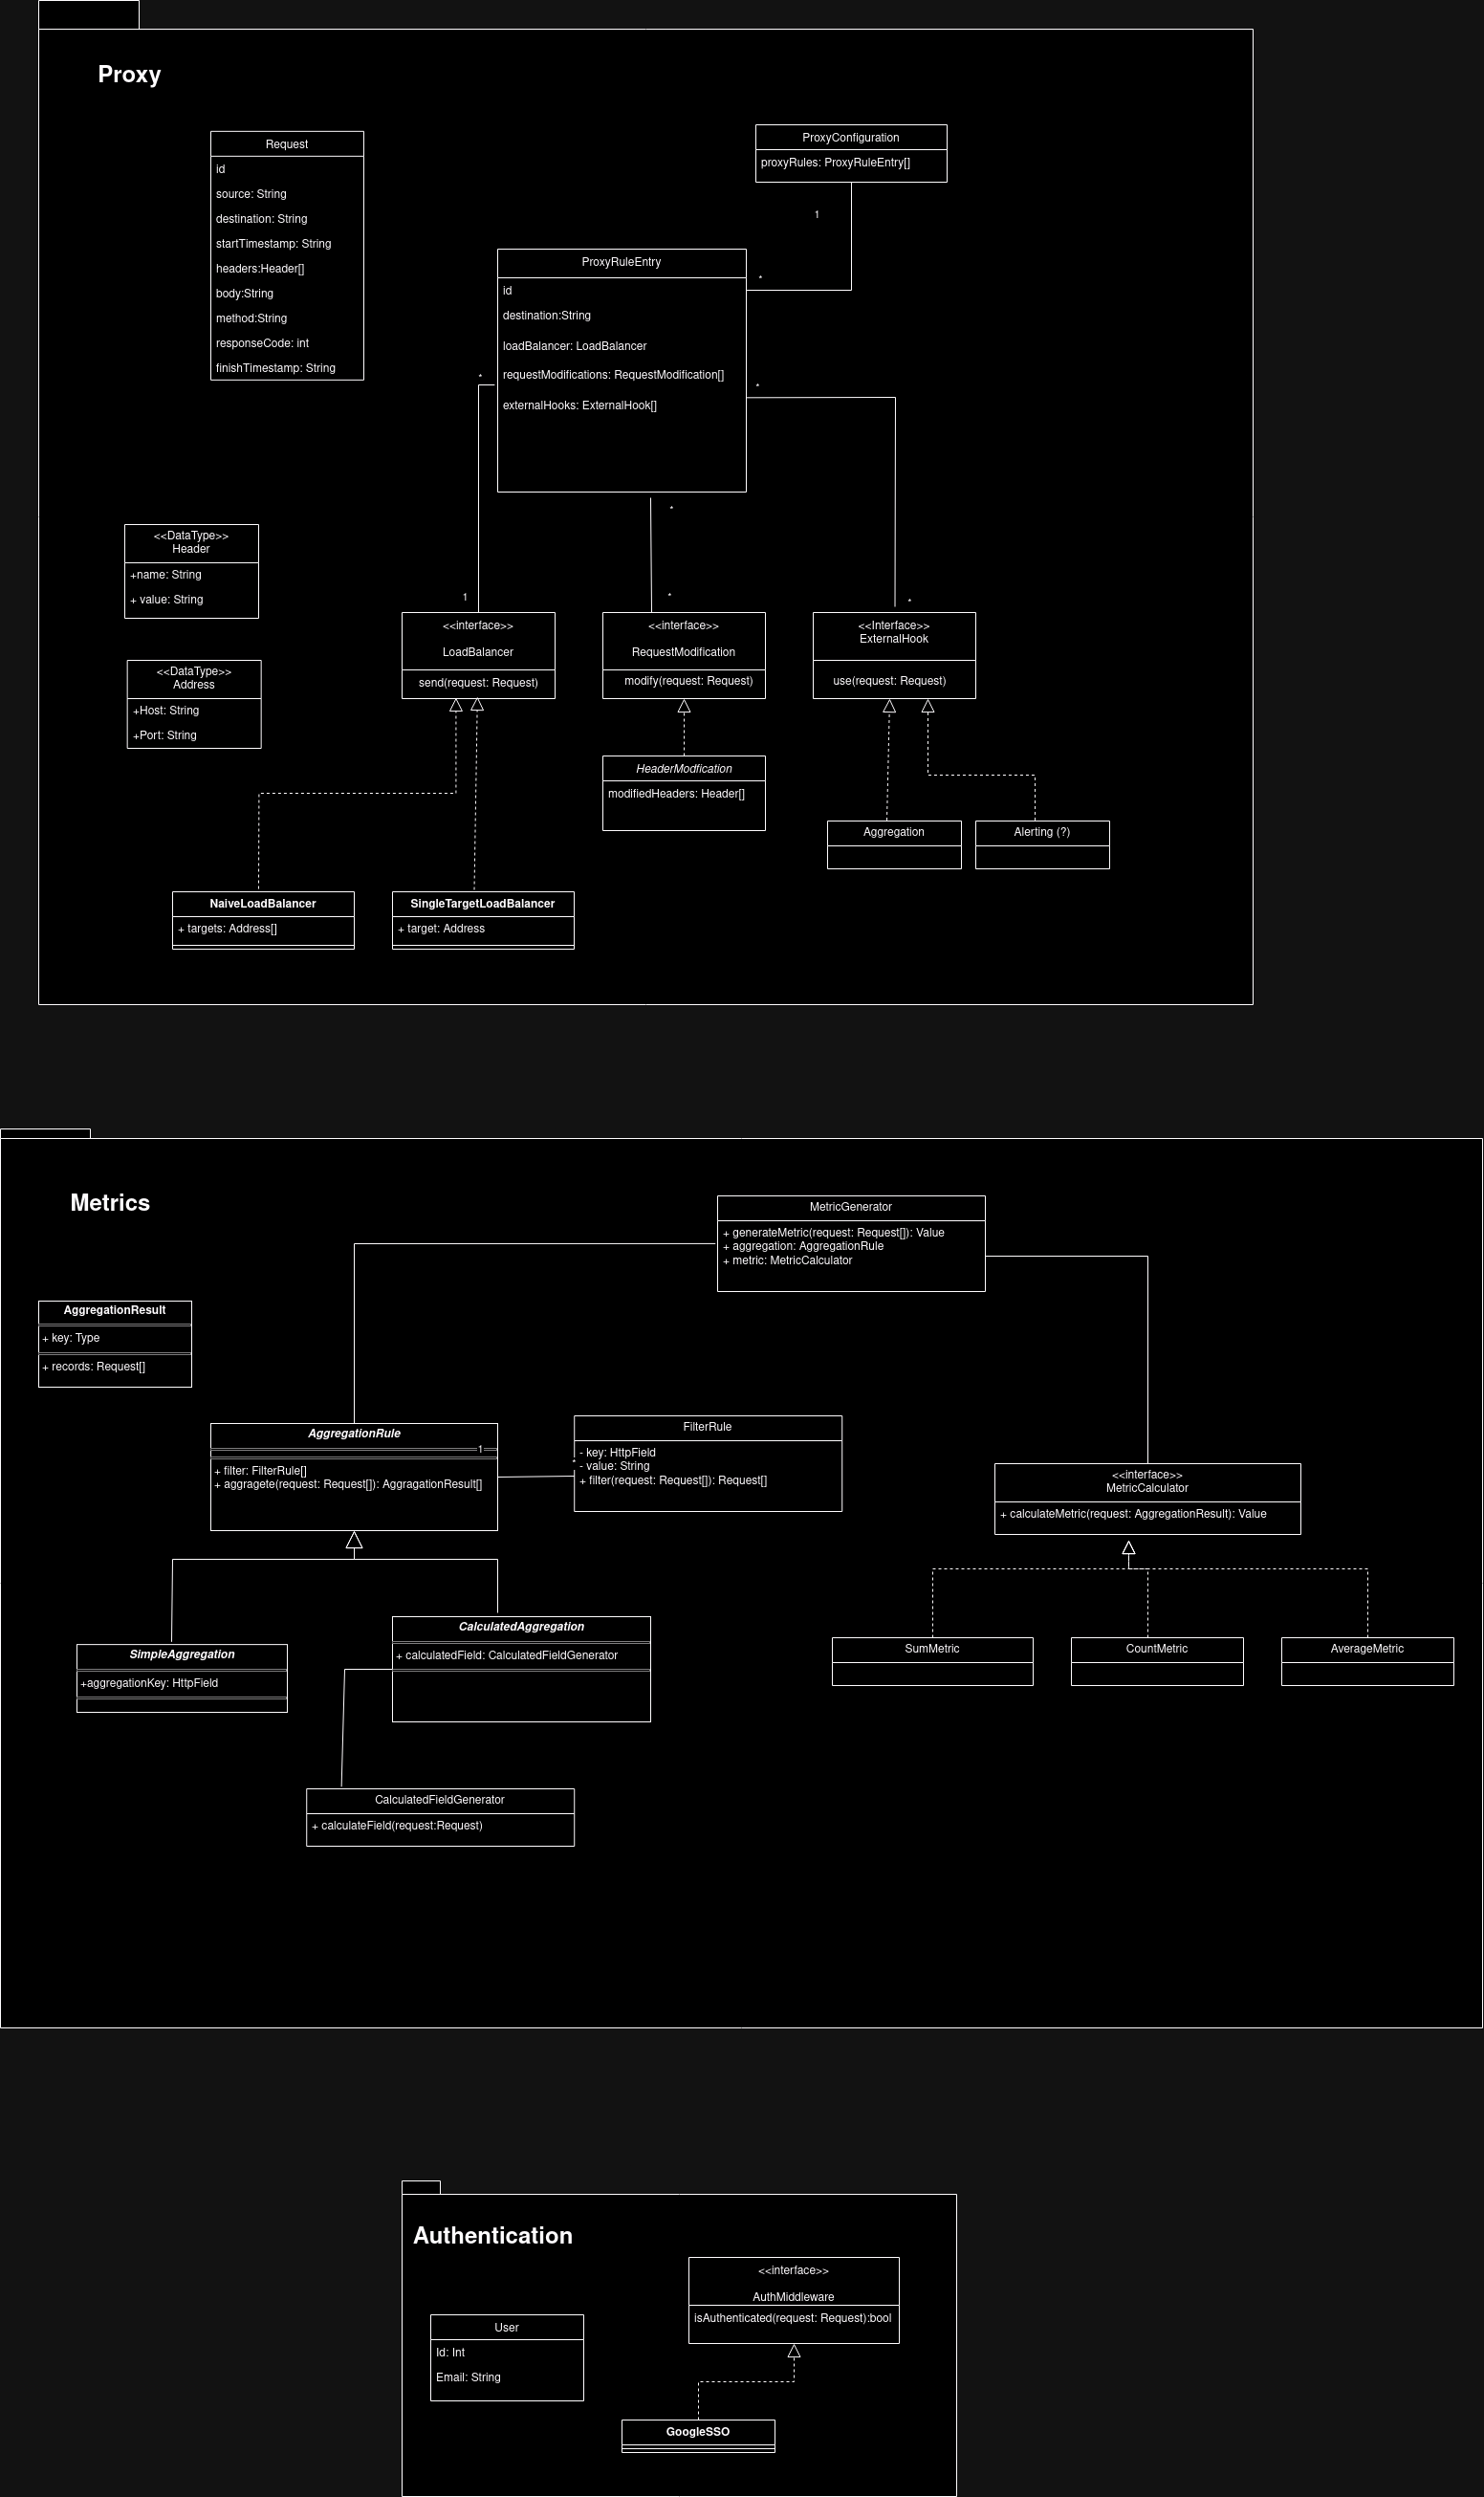 Proxy
Request
id
source: String
destination: String
startTimestamp: String
headers:Header[]
body:String
method:String
responseCode: int
finishTimestamp: String
ProxyConfiguration
proxyRules: ProxyRuleEntry[]
1
*
ProxyRuleEntry
id
destination:String
loadBalancer: LoadBalancer
requestModifications: RequestModification[]
externalHooks: ExternalHook[]
*
*
*
<<DataType>>
Header
+name: String
+ value: String
1
*
*
<<interface>>
LoadBalancer
send(request: Request)
<<interface>>
RequestModification
modify(request: Request)
<<Interface>>
ExternalHook
use(request: Request)
<<DataType>>
Address
+Host: String
+Port: String
HeaderModfication
modifiedHeaders: Header[]
Aggregation
Alerting (?)
NaiveLoadBalancer
+ targets: Address[]
SingleTargetLoadBalancer
+ target: Address
Metrics
MetricGenerator
+ generateMetric(request: Request[]): Value
+ aggregation: AggregationRule
+ metric: MetricCalculator
AggregationResult
+ key: Type
+ records: Request[]
AggregationRule
1
+ filter: FilterRule[]
+ aggragete(request: Request[]): AggragationResult[]
FilterRule
*
- key: HttpField
- value: String
+ filter(request: Request[]): Request[]
<<interface>>
MetricCalculator
+ calculateMetric(request: AggregationResult): Value
SimpleAggregation
+aggregationKey: HttpField
CalculatedAggregation
+ calculatedField: CalculatedFieldGenerator
SumMetric
CountMetric
AverageMetric
CalculatedFieldGenerator
+ calculateField(request:Request)
Authentication
<<interface>>
AuthMiddleware
isAuthenticated(request: Request):bool
User
Id: Int
Email: String
GoogleSSO